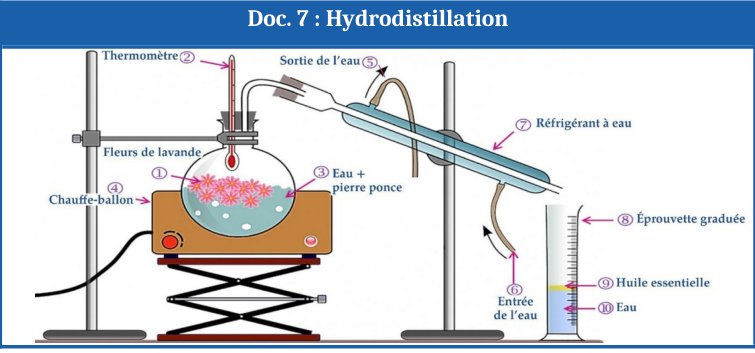 Doc. 7 : Hydrodistillation
Thermomètre ②
Sortie de l'eau ⑤
⑦ Réfrigérant à eau
Fleurs de lavande
①
③ Eau +
pierre ponce
④
Chauffe-ballon
⑧ Éprouvette graduée
⑥
Entrée
de l'eau
⑨ Huile essentielle
⑩ Eau